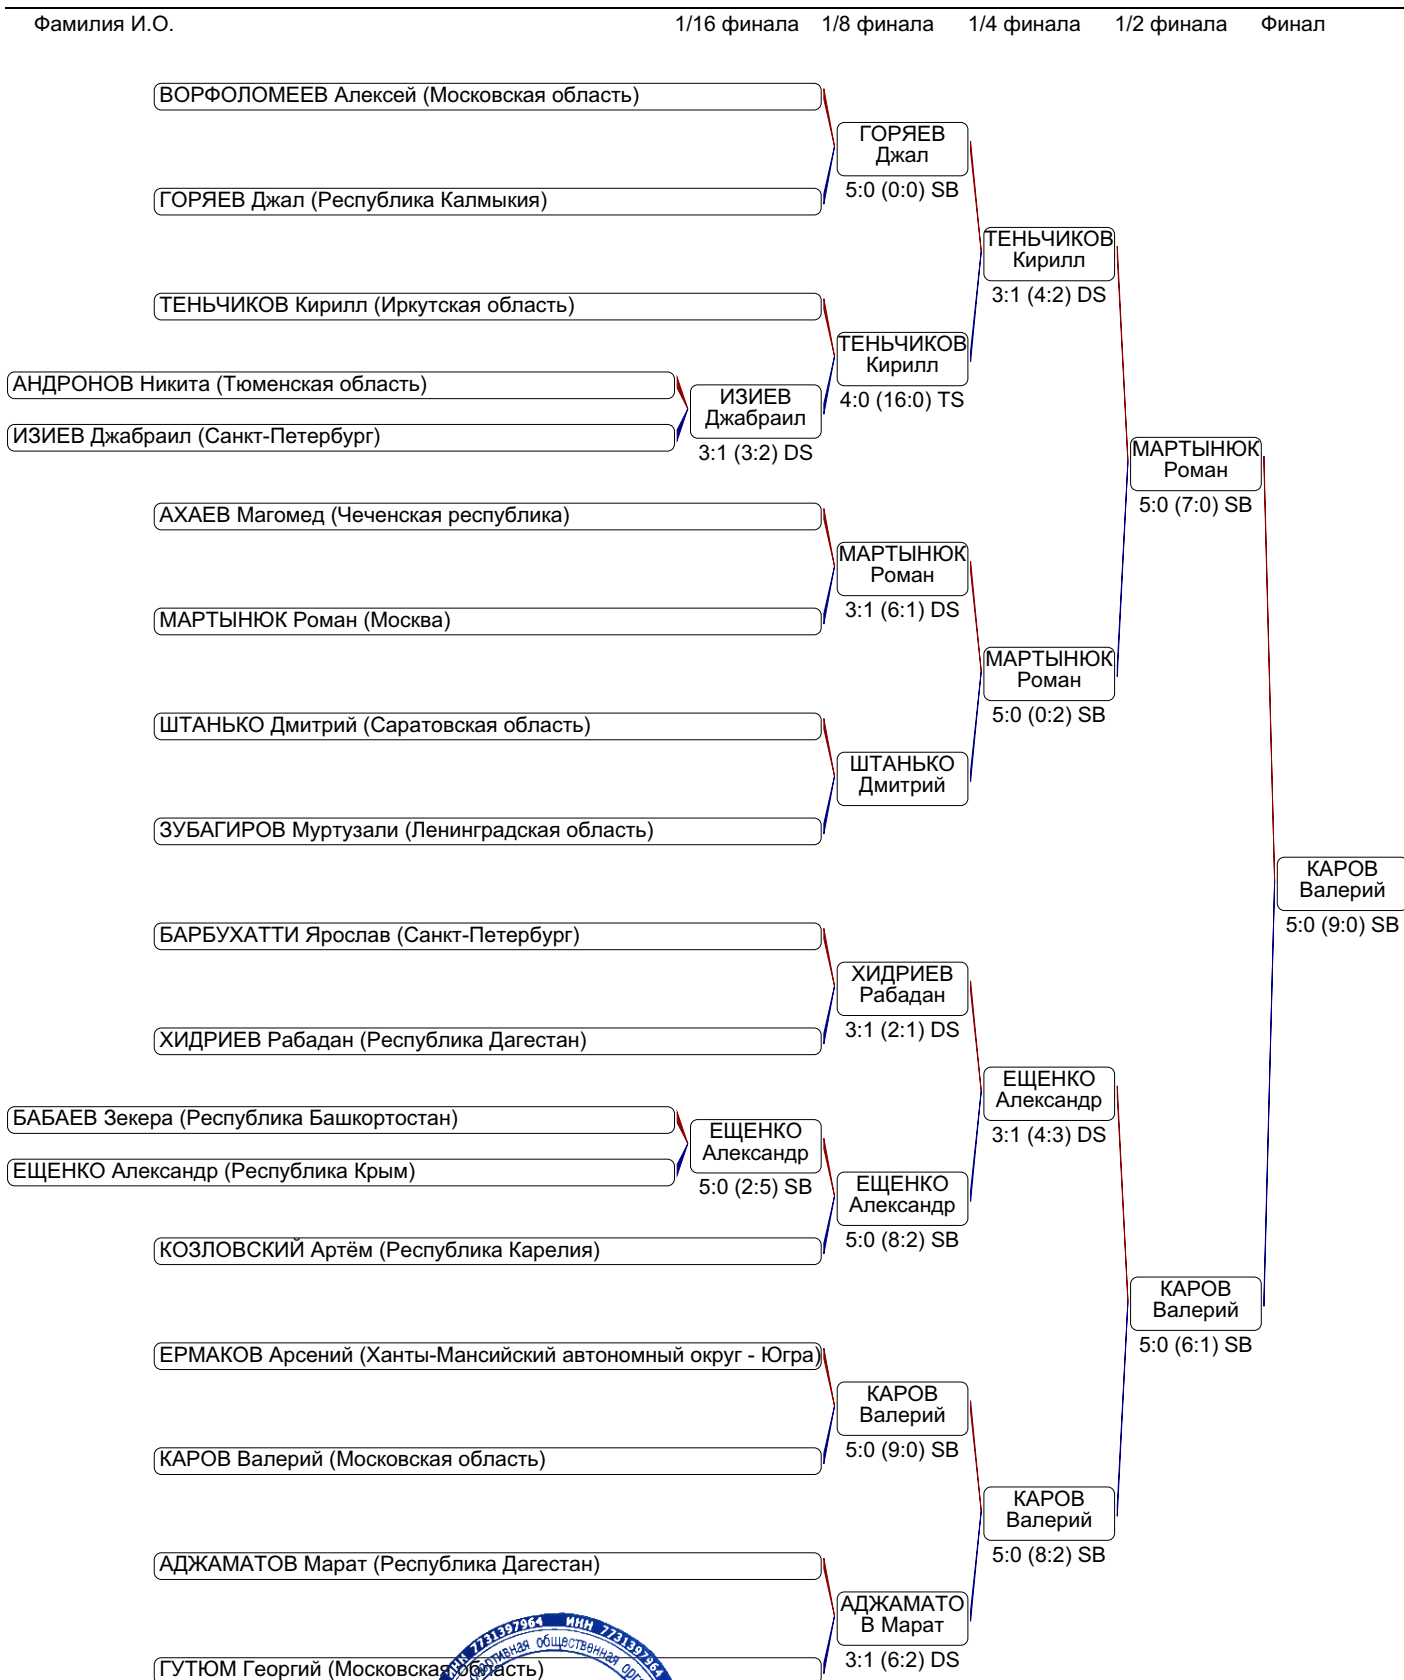 Фамилия И.О. 1/16 финала 1/8 финала 1/4 финала 1/2 финала Финал
ВОРФОЛОМЕЕВ Алексей (Московская область)
ГОРЯЕВ
Джал
5:0 (0:0) SB
ГОРЯЕВ Джал (Республика Калмыкия)
ТЕНЬЧИКОВ
Кирилл
3:1 (4:2) DS
ТЕНЬЧИКОВ Кирилл (Иркутская область)
ТЕНЬЧИКОВ
Кирилл
4:0 (16:0) TS
АНДРОНОВ Никита (Тюменская область)
ИЗИЕВ
Джабраил
3:1 (3:2) DS
ИЗИЕВ Джабраил (Санкт-Петербург)
МАРТЫНЮК
Роман
5:0 (7:0) SB
АХАЕВ Магомед (Чеченская республика)
МАРТЫНЮК
Роман
3:1 (6:1) DS
МАРТЫНЮК Роман (Москва)
МАРТЫНЮК
Роман
5:0 (0:2) SB
ШТАНЬКО Дмитрий (Саратовская область)
ШТАНЬКО
Дмитрий
ЗУБАГИРОВ Муртузали (Ленинградская область)
КАРОВ
Валерий
5:0 (9:0) SB
БАРБУХАТТИ Ярослав (Санкт-Петербург)
ХИДРИЕВ
Рабадан
3:1 (2:1) DS
ХИДРИЕВ Рабадан (Республика Дагестан)
ЕЩЕНКО
Александр
3:1 (4:3) DS
БАБАЕВ Зекера (Республика Башкортостан)
ЕЩЕНКО
Александр
5:0 (2:5) SB
ЕЩЕНКО Александр (Республика Крым)
ЕЩЕНКО
Александр
5:0 (8:2) SB
КОЗЛОВСКИЙ Артём (Республика Карелия)
КАРОВ
Валерий
5:0 (6:1) SB
ЕРМАКОВ Арсений (Ханты-Мансийский автономный округ - Югра)
КАРОВ
Валерий
5:0 (9:0) SB
КАРОВ Валерий (Московская область)
КАРОВ
Валерий
5:0 (8:2) SB
АДЖАМАТОВ Марат (Республика Дагестан)
АДЖАМАТО
В Марат
3:1 (6:2) DS
ГУТЮМ Георгий (Московская область)
ИНН 7731397964 ИНН 7731397964
общественная